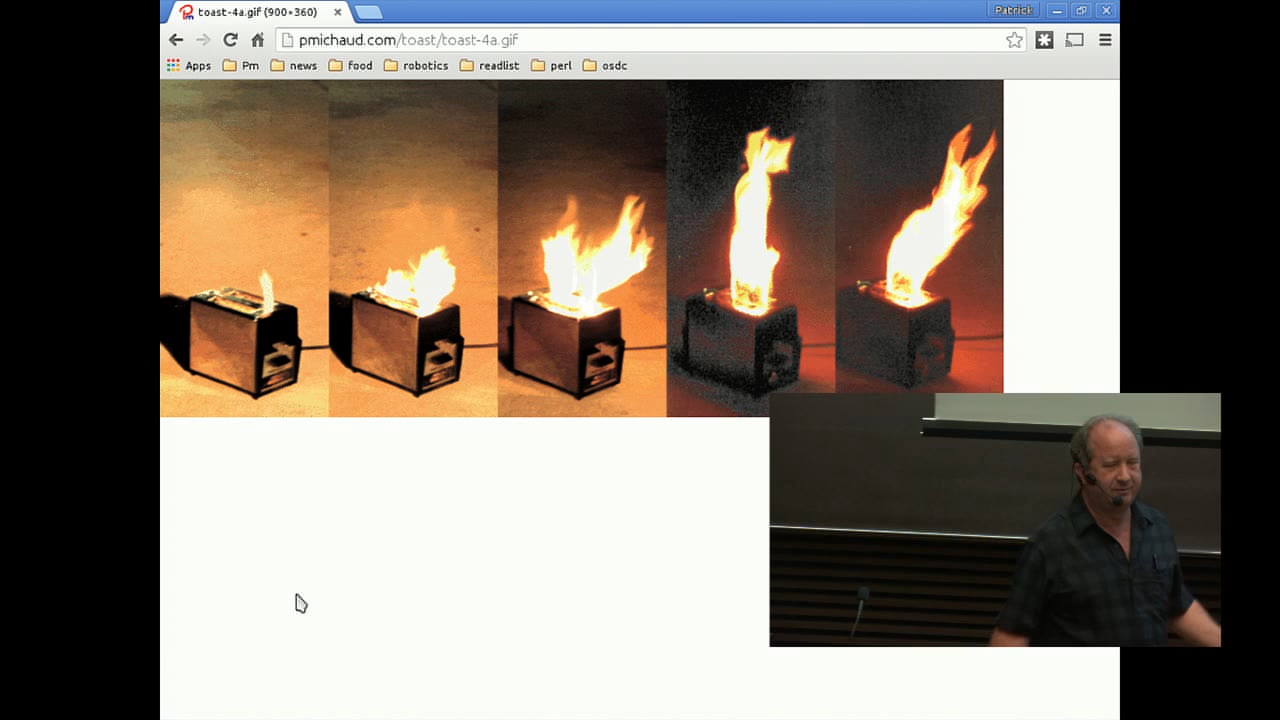 toast-4a.gif (900×360)
Patrick
pmichaud.com/toast/toast-4a.gif
Apps Pm news food robotics readlist perl osdc